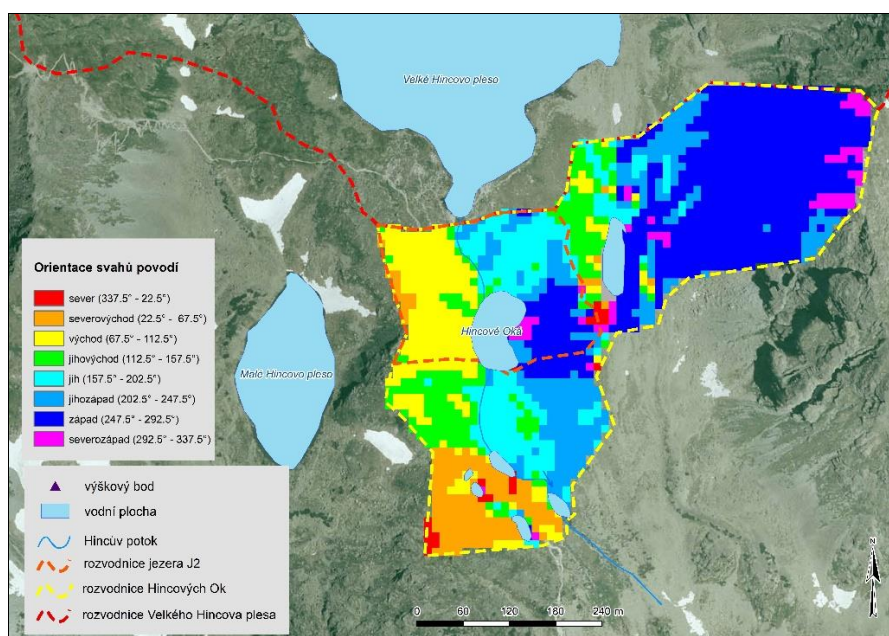 Velké Hincovo pleso
Hincové Oká
Malé Hincovo pleso
Orientace svahů povodí
sever (337.5° - 22.5°)
severovýchod (22.5° - 67.5°)
východ (67.5° - 112.5°)
jihovýchod (112.5° - 157.5°)
jih (157.5° - 202.5°)
jihozápad (202.5° - 247.5°)
západ (247.5° - 292.5°)
severozápad (292.5° - 337.5°)
výškový bod
vodní plocha
Hincův potok
rozvodnice jezera J2
rozvodnice Hincových Ok
rozvodnice Velkého Hincova plesa
N
0 60 120 180 240 m